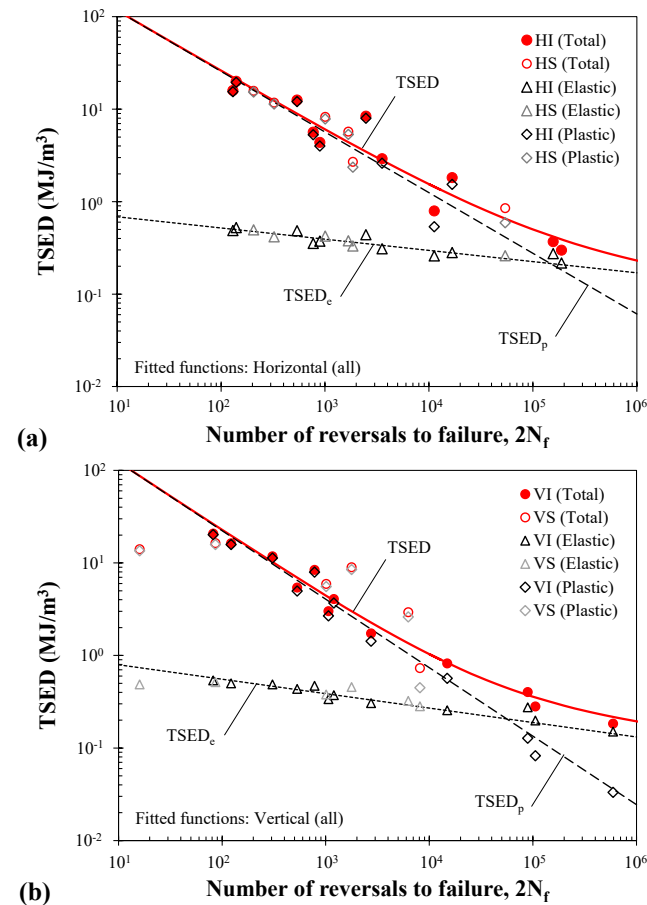 10²
10¹
10⁰
10⁻¹
10⁻²
TSED (MJ/m³)
HI (Total)
HS (Total)
HI (Elastic)
HS (Elastic)
HI (Plastic)
HS (Plastic)
TSED
TSEDₑ
TSEDₚ
Fitted functions: Horizontal (all)
10¹ 10² 10³ 10⁴ 10⁵ 10⁶
(a) Number of reversals to failure, 2N_f
10²
10¹
10⁰
10⁻¹
10⁻²
TSED (MJ/m³)
VI (Total)
VS (Total)
VI (Elastic)
VS (Elastic)
VI (Plastic)
VS (Plastic)
TSED
TSEDₑ
TSEDₚ
Fitted functions: Vertical (all)
10¹ 10² 10³ 10⁴ 10⁵ 10⁶
(b) Number of reversals to failure, 2N_f